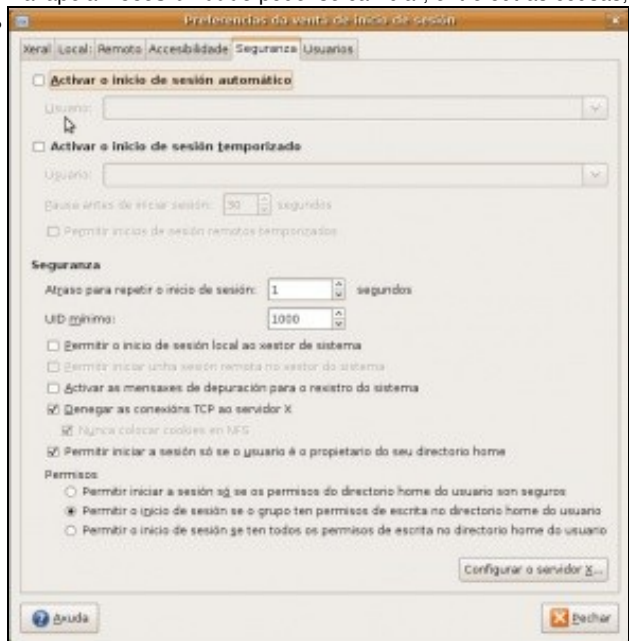 Preferencias da ventá de inicio de sesión
Xeral Local: Remoto Accesibilidade Seguranza Usuarios
Activar o inicio de sesión automático
Usuario:
Activar o inicio de sesión temporizado
Usuario:
Pausa antes de iniciar sesión: 30 segundos
Permitir inicios de sesión remotos temporizados
Seguranza
Atraso para repetir o inicio de sesión: 1 segundos
UID mínimo: 1000
Permitir o inicio de sesión local ao xestor de sistema
Permitir iniciar unha sesión remota no xestor do sistema
Activar as mensaxes de depuración para o rexistro do sistema
Denegar as conexións TCP ao servidor X
Nunca colocar cookies en NFS
Permitir iniciar a sesión só se o usuario é o propietario do seu directorio home
Permisos
Permitir iniciar a sesión só se os permisos do directorio home do usuario son seguros
Permitir o inicio de sesión se o grupo ten permisos de escrita no directorio home do usuario
Permitir o inicio de sesión se ten todos os permisos de escrita no directorio home do usuario
Configurar o servidor X...
Axuda
Pechar